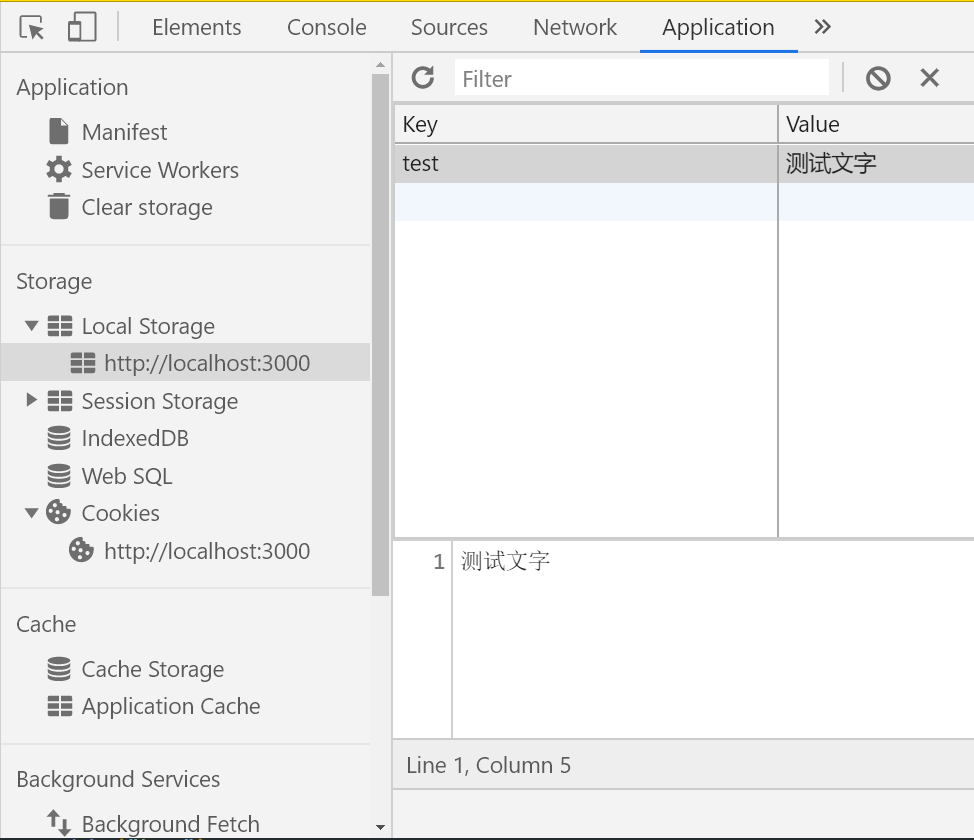 Elements Console Sources Network Application
Application
Manifest
Service Workers
Clear storage
Storage
Local Storage
http://localhost:3000
Session Storage
IndexedDB
Web SQL
Cookies
http://localhost:3000
Cache
Cache Storage
Application Cache
Background Services
Background Fetch
Filter
Key Value
test 测试文字
1 测试文字
Line 1, Column 5